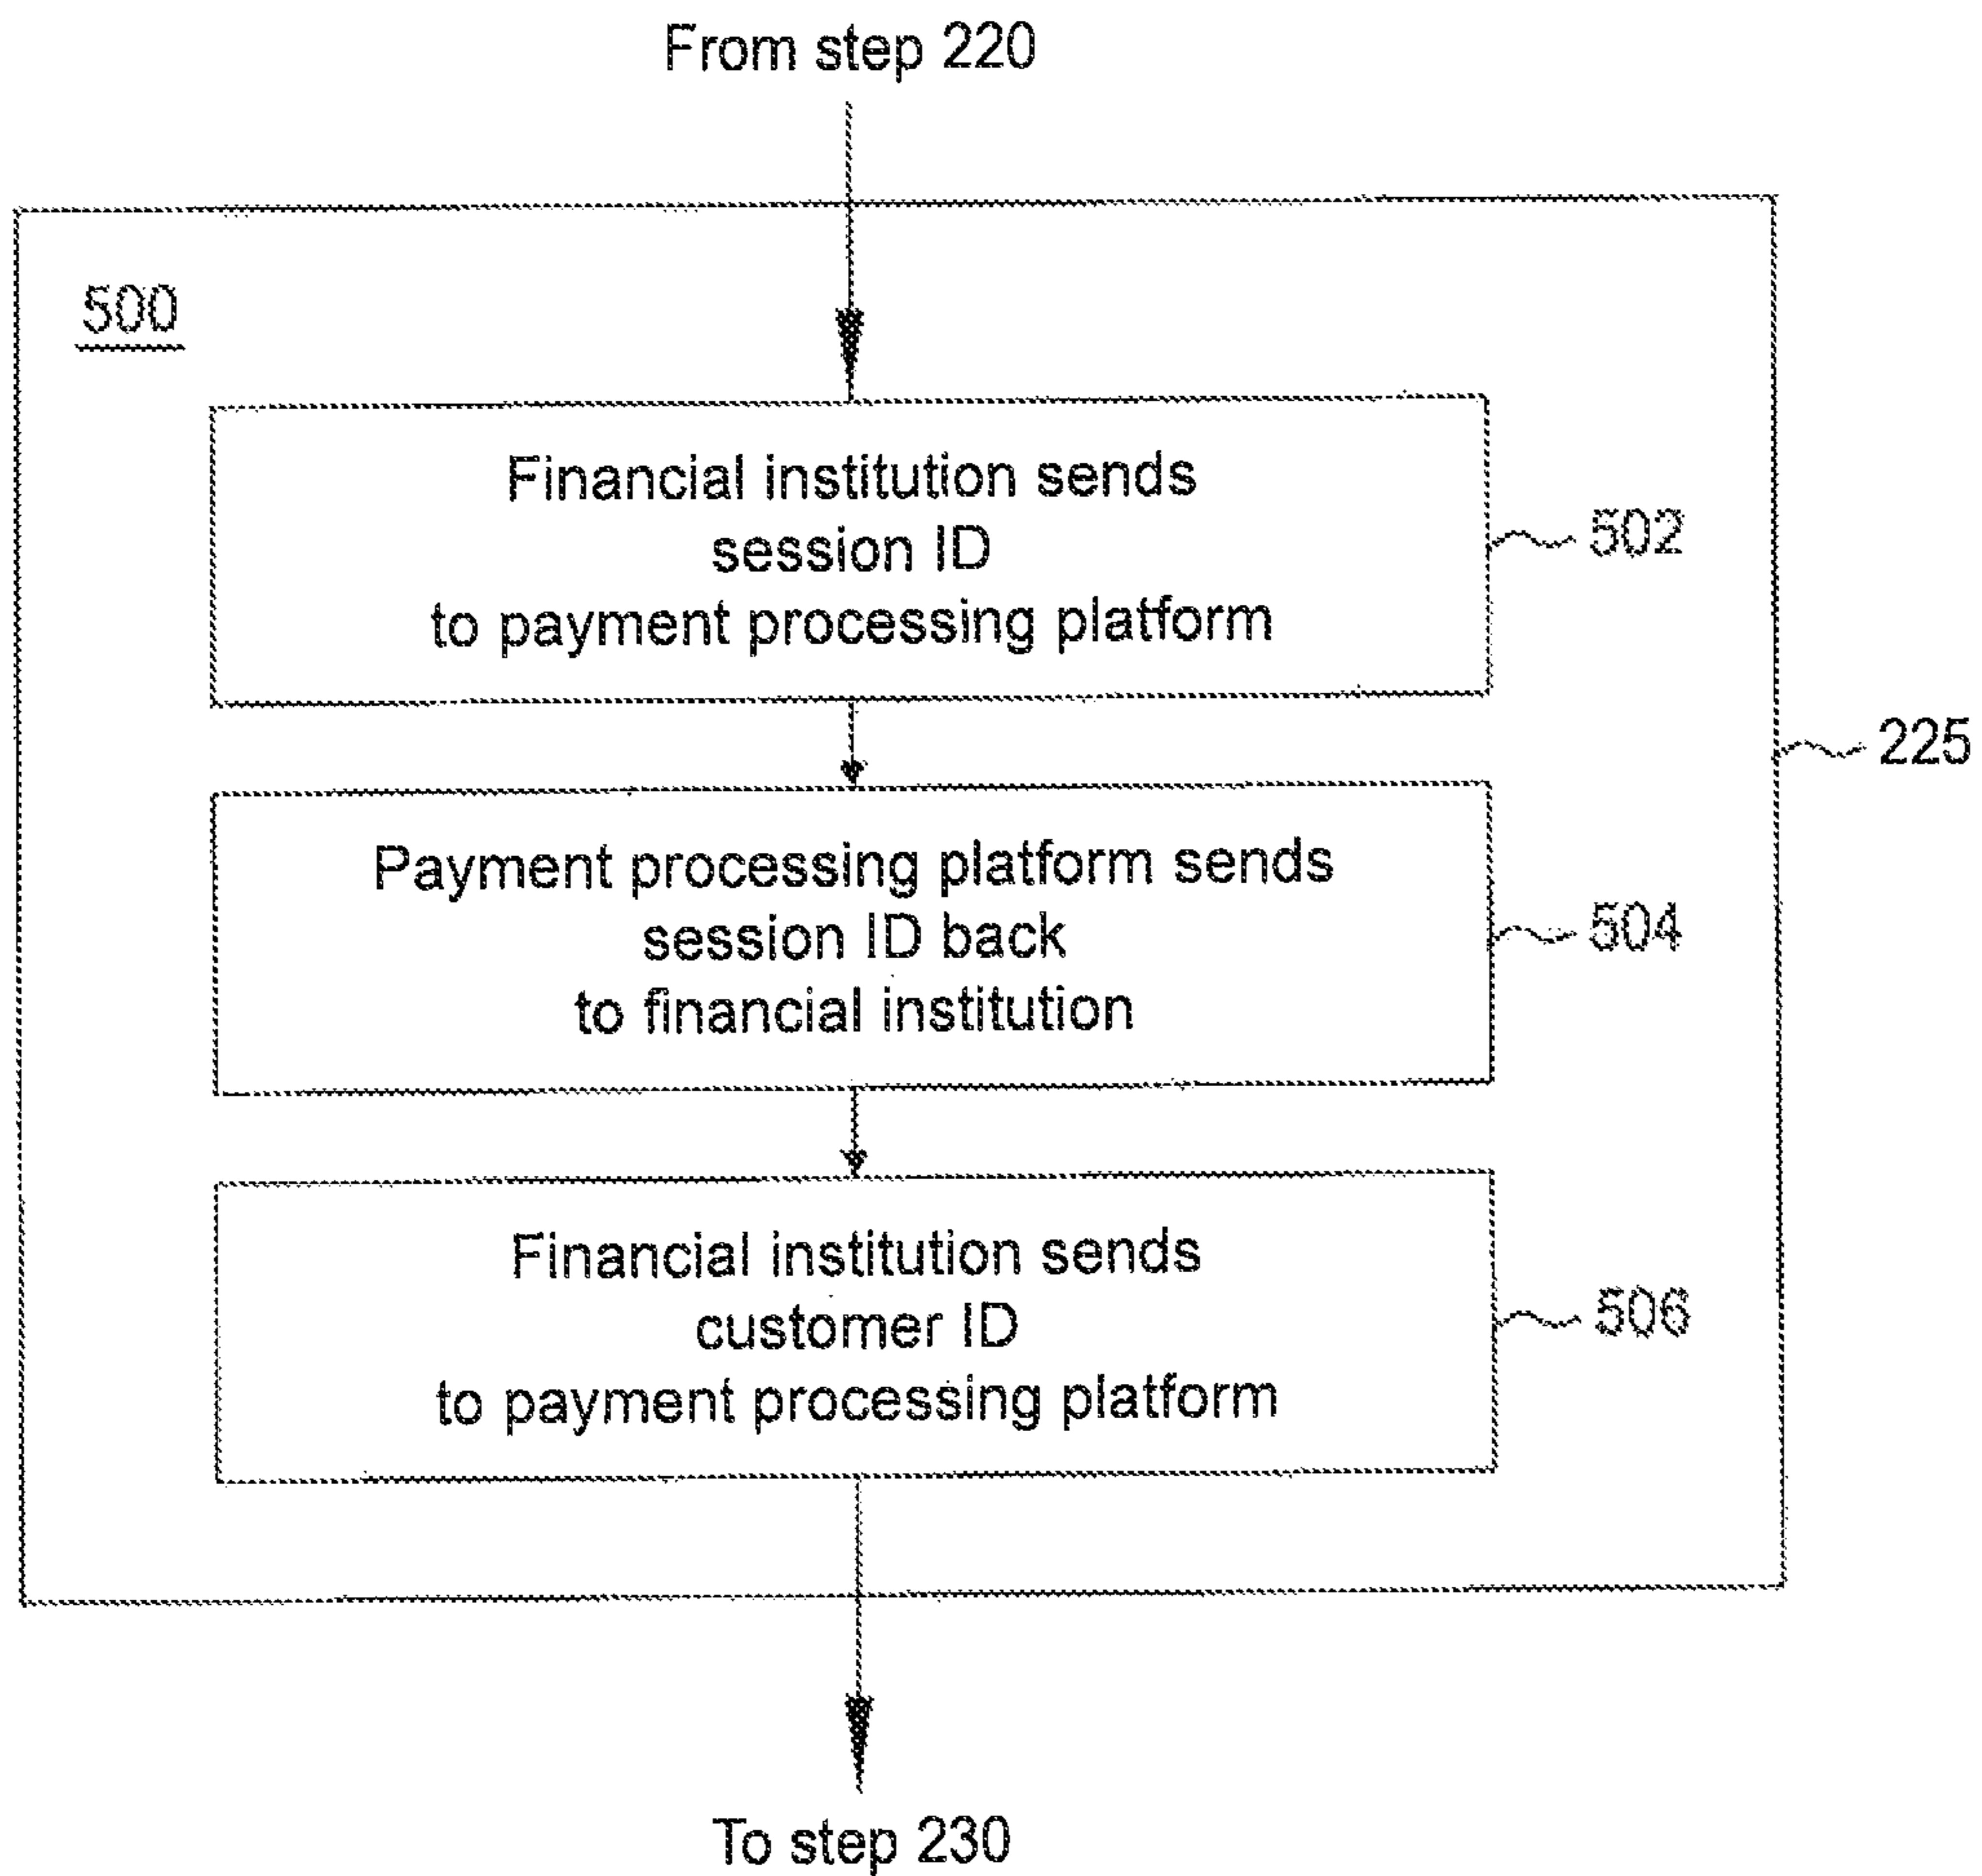 From step 220
500
Financial institution sends
session ID
to payment processing platform
502
225
Payment processing platform sends
session ID back
to financial institution
504
Financial institution sends
customer ID
to payment processing platform
506
To step 230